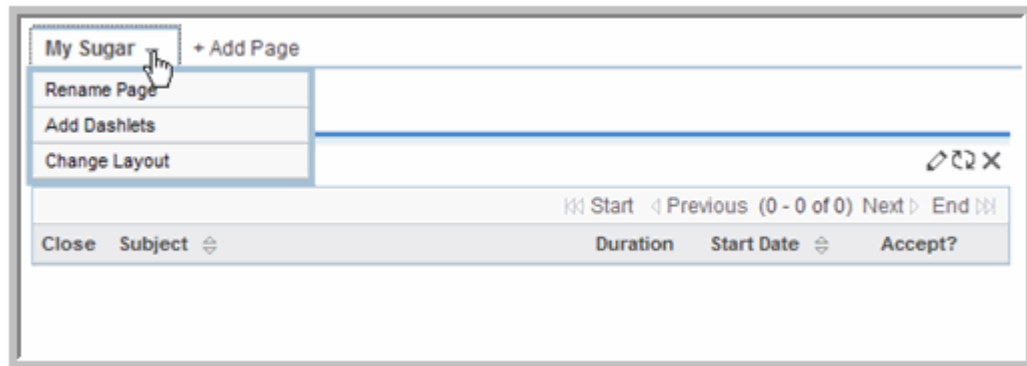 My Sugar + Add Page
Rename Page
Add Dashlets
Change Layout
Start Previous (0 - 0 of 0) Next End
Close Subject Duration Start Date Accept?